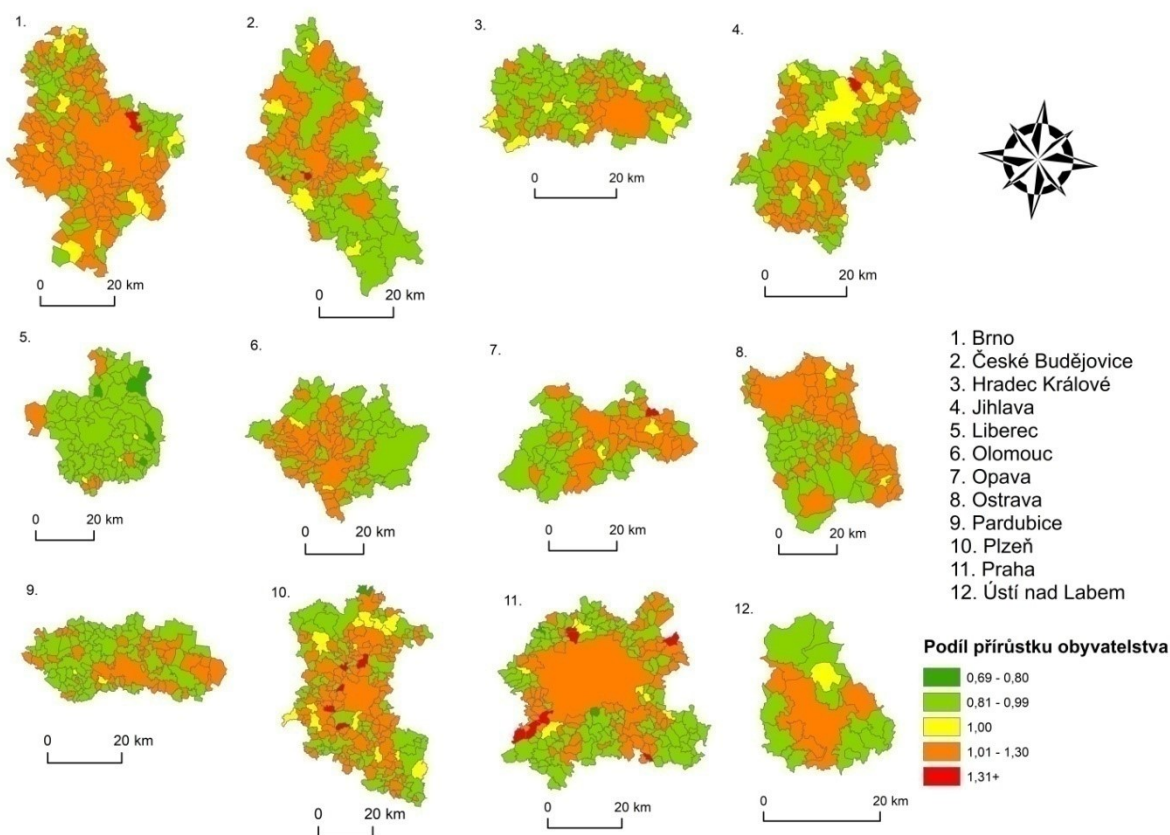 1.
2.
3.
4.
0 20 km
0 20 km
0 20 km
0 20 km
5.
6.
7.
8.
0 20 km
0 20 km
0 20 km
0 20 km
1. Brno
2. České Budějovice
3. Hradec Králové
4. Jihlava
5. Liberec
6. Olomouc
7. Opava
8. Ostrava
9. Pardubice
10. Plzeň
11. Praha
12. Ústí nad Labem
9.
10.
11.
12.
0 20 km
0 20 km
0 20 km
0 20 km
Podíl přírůstku obyvatelstva
0,69 - 0,80
0,81 - 0,99
1,00
1,01 - 1,30
1,31+